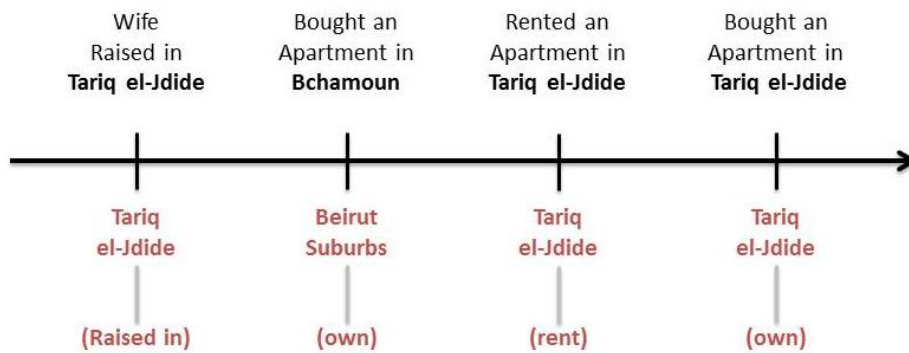 Wife
Raised in
Tariq el-Jdide
Bought an
Apartment in
Bchamoun
Rented an
Apartment in
Tariq el-Jdide
Bought an
Apartment in
Tariq el-Jdide
Tariq
el-Jdide
Beirut
Suburbs
Tariq
el-Jdide
Tariq
el-Jdide
(Raised in)
(own)
(rent)
(own)